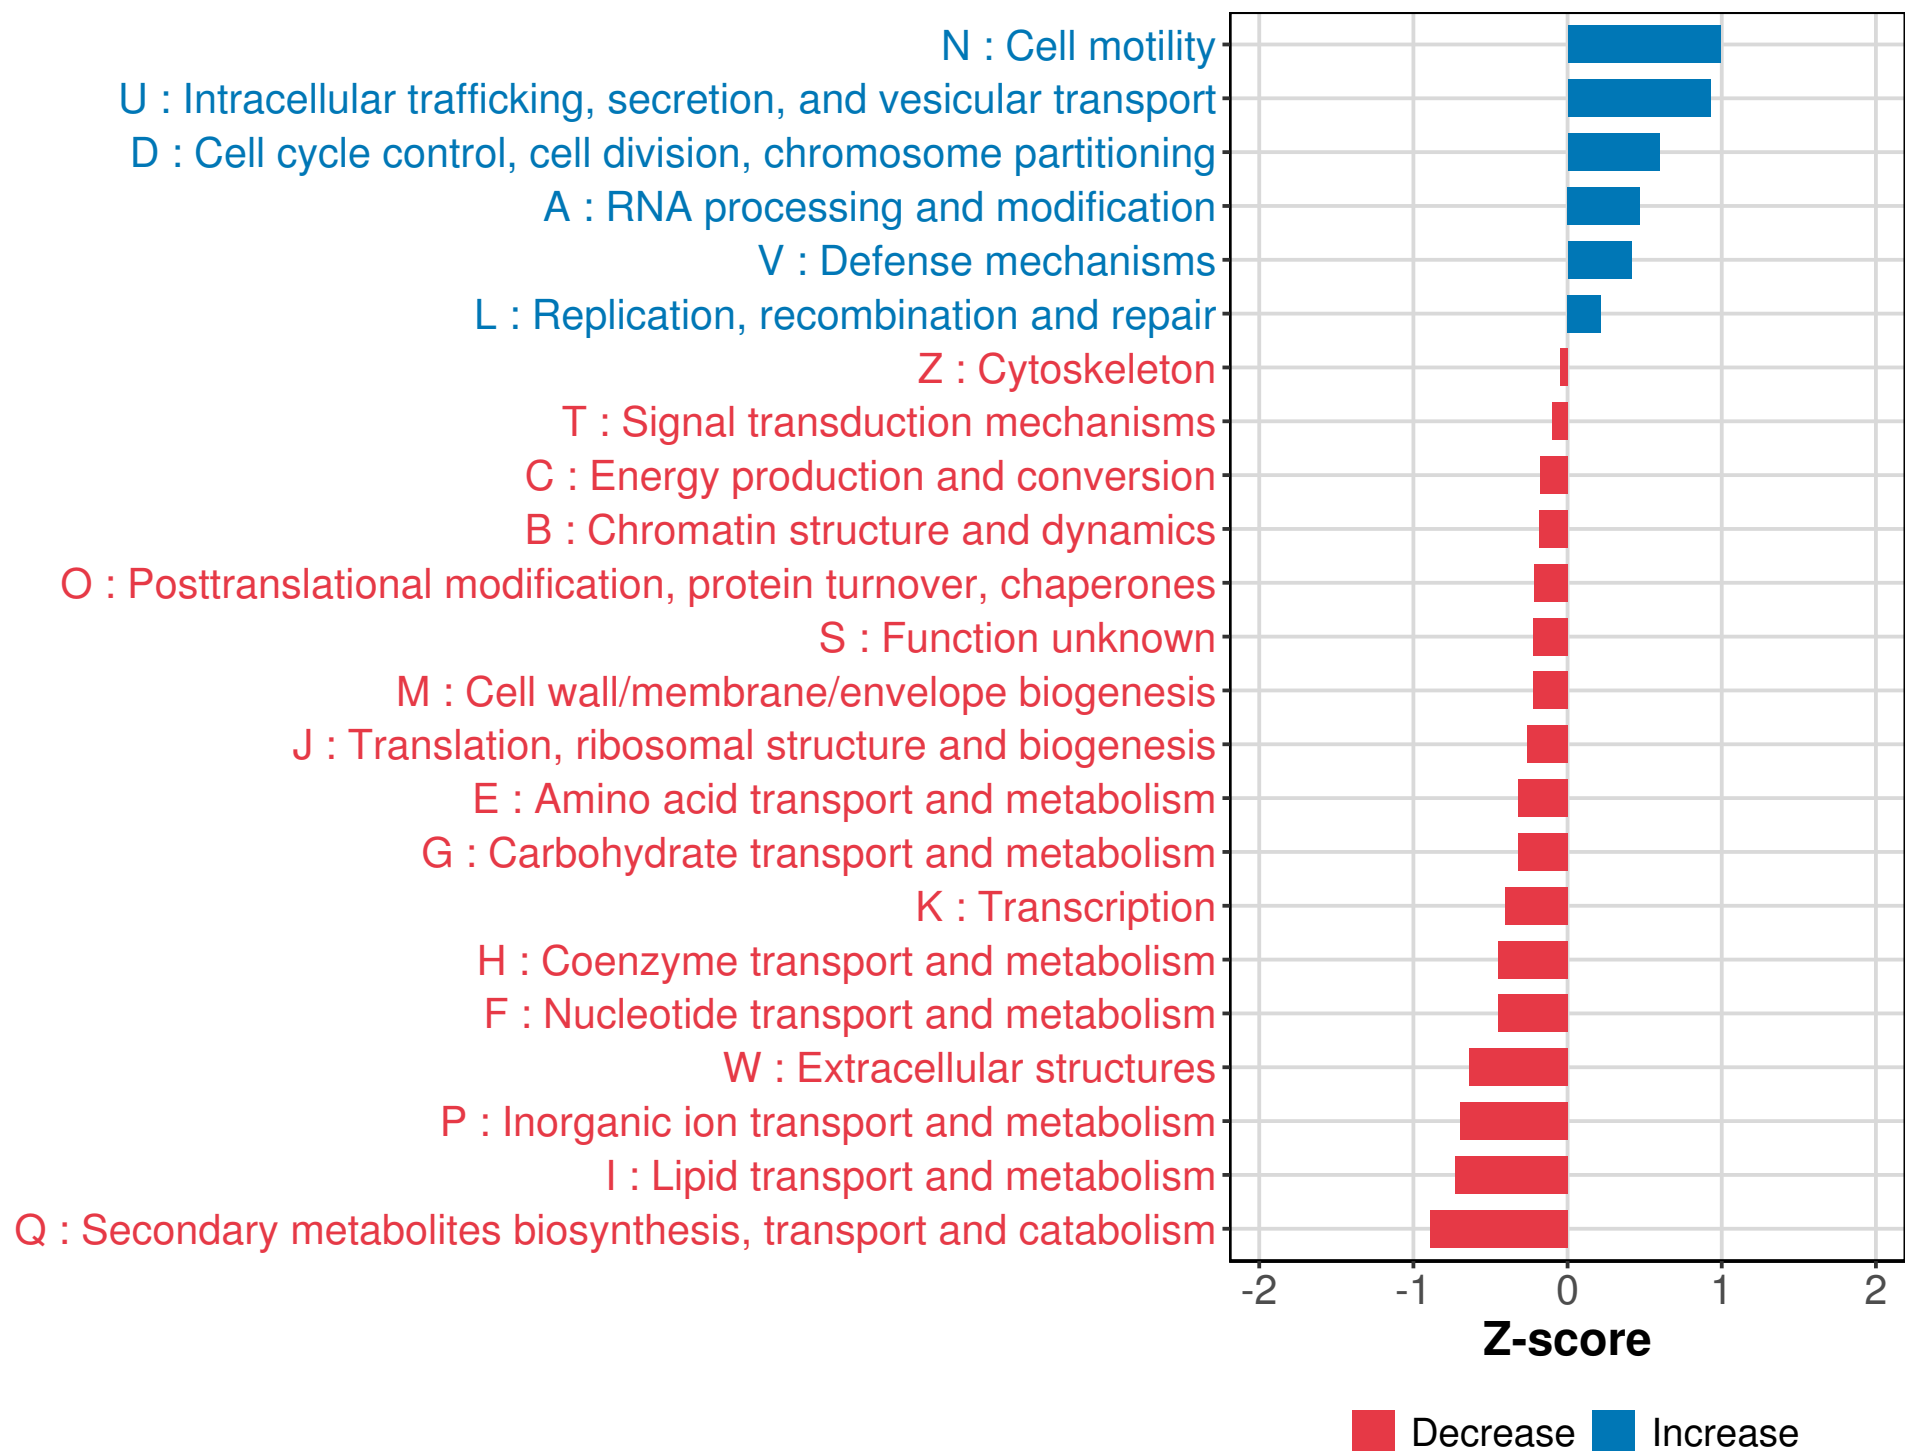 N : Cell motility
U : Intracellular trafficking, secretion, and vesicular transport
D : Cell cycle control, cell division, chromosome partitioning
A : RNA processing and modification
V : Defense mechanisms
L : Replication, recombination and repair
Z : Cytoskeleton
T : Signal transduction mechanisms
C : Energy production and conversion
B : Chromatin structure and dynamics
O : Posttranslational modification, protein turnover, chaperones
S : Function unknown
M : Cell wall/membrane/envelope biogenesis
J : Translation, ribosomal structure and biogenesis
E : Amino acid transport and metabolism
G : Carbohydrate transport and metabolism
K : Transcription
H : Coenzyme transport and metabolism
F : Nucleotide transport and metabolism
W : Extracellular structures
P : Inorganic ion transport and metabolism
I : Lipid transport and metabolism
Q : Secondary metabolites biosynthesis, transport and catabolism
-2 -1 0 1 2
Z-score
Decrease Increase